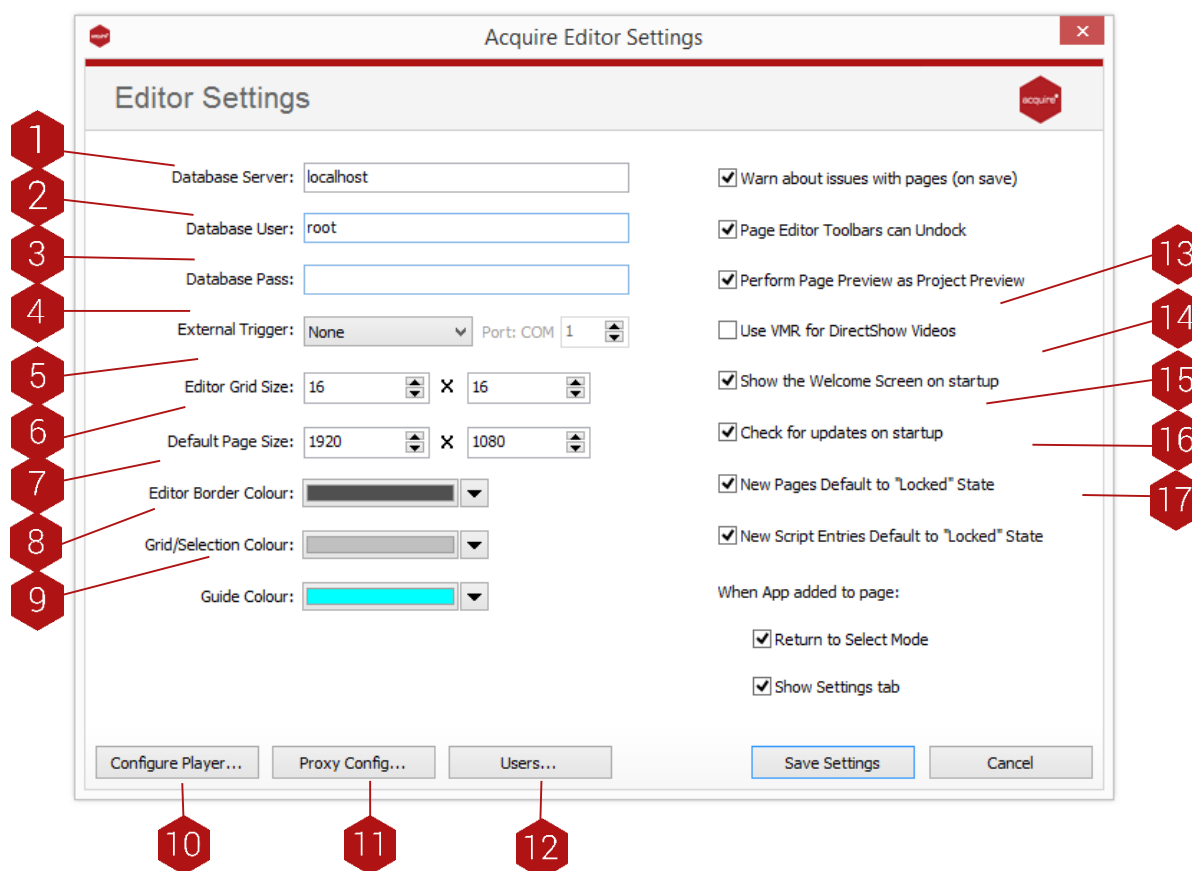 Acquire Editor Settings
Editor Settings
acquire
1
Database Server: localhost
2
Database User: root
3
Database Pass:
4
External Trigger: None Port: COM 1
5
Editor Grid Size: 16 X 16
6
Default Page Size: 1920 X 1080
7
Editor Border Colour:
8
Grid/Selection Colour:
9
Guide Colour:
Warn about issues with pages (on save)
Page Editor Toolbars can Undock
13
Perform Page Preview as Project Preview
14
Use VMR for DirectShow Videos
15
Show the Welcome Screen on startup
16
Check for updates on startup
17
New Pages Default to "Locked" State
New Script Entries Default to "Locked" State
When App added to page:
Return to Select Mode
Show Settings tab
Configure Player... Proxy Config... Users... Save Settings Cancel
10 11 12